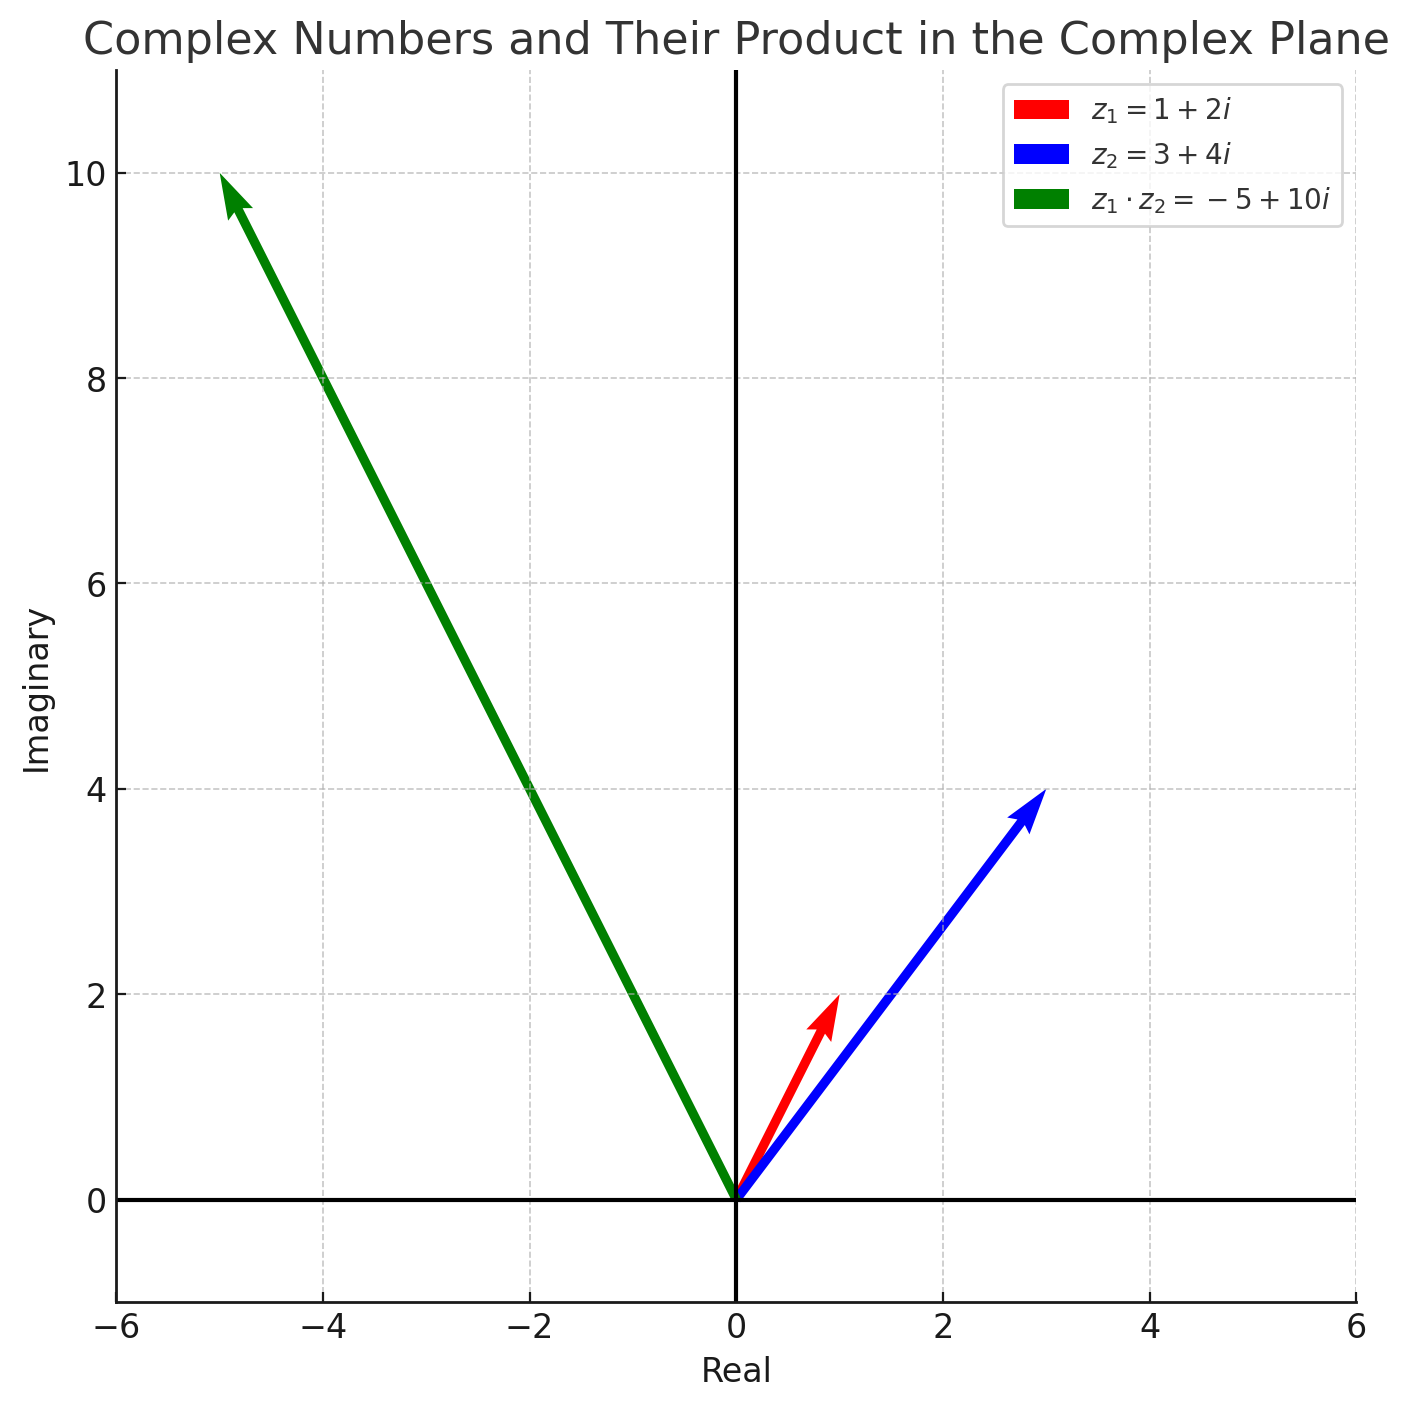 Complex Numbers and Their Product in the Complex Plane
z₁ = 1 + 2i
z₂ = 3 + 4i
z₁ · z₂ = −5 + 10i
10
8
6
4
2
0
Imaginary
−6 −4 −2 0 2 4 6
Real